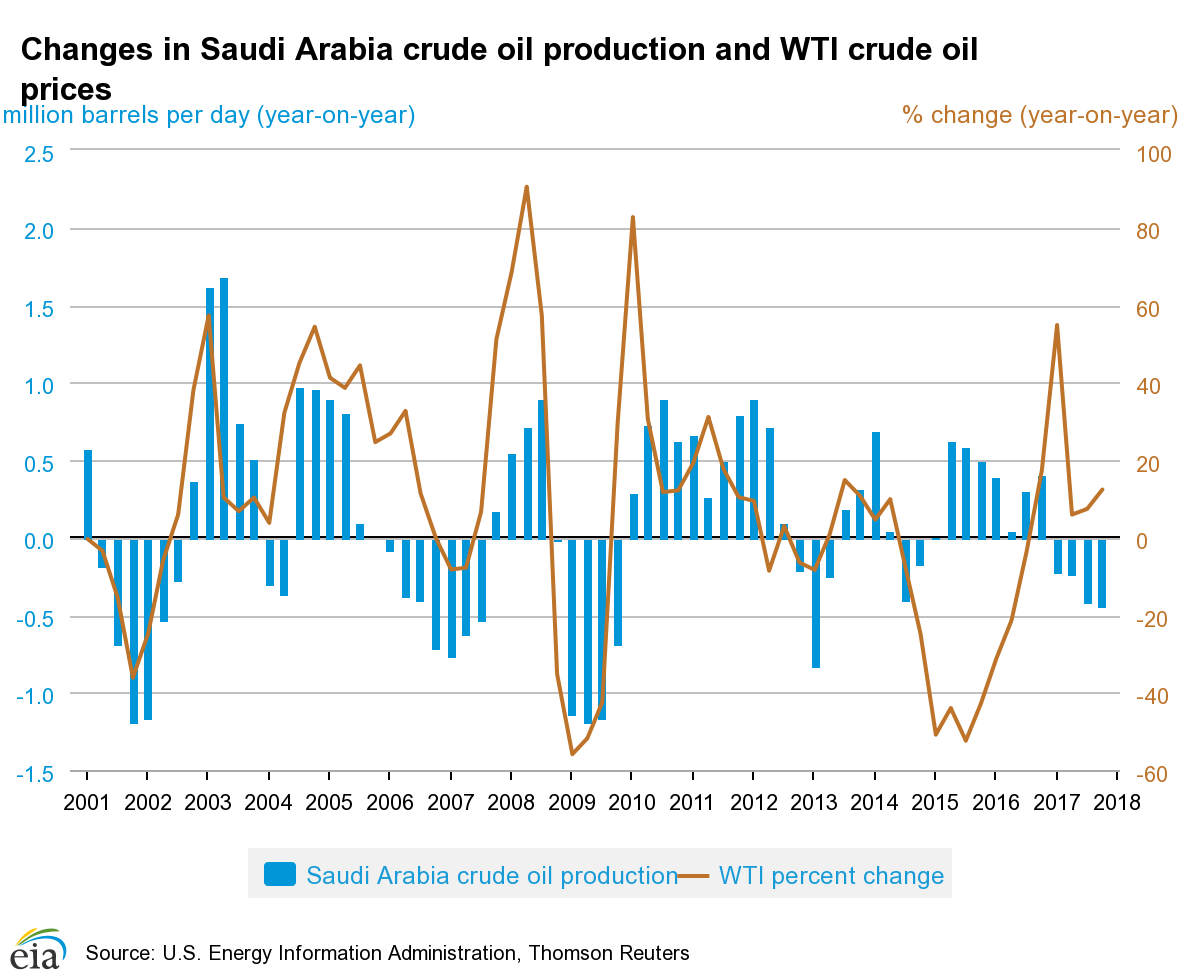 Changes in Saudi Arabia crude oil production and WTI crude oil
prices
million barrels per day (year-on-year)
% change (year-on-year)
2.5
100
2.0
80
1.5
60
1.0
40
0.5
20
0.0
0
-0.5
-20
-1.0
-40
-1.5
-60
2001 2002 2003 2004 2005 2006 2007 2008 2009 2010 2011 2012 2013 2014 2015 2016 2017 2018
Saudi Arabia crude oil production
WTI percent change
eia
Source: U.S. Energy Information Administration, Thomson Reuters